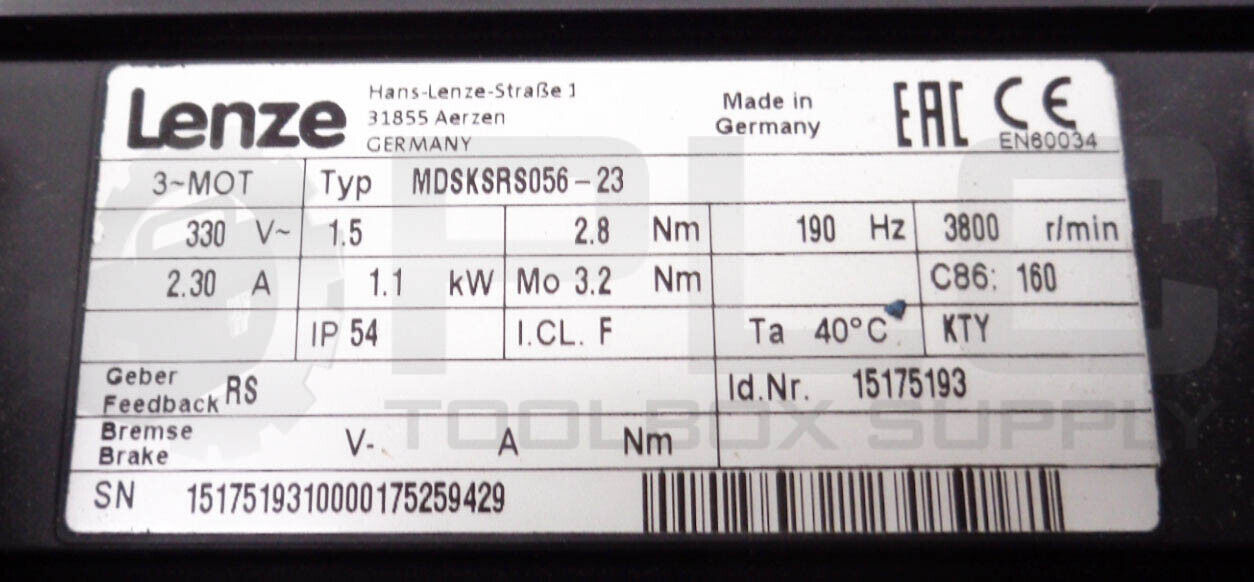 Lenze
Hans-Lenze-Straße 1
31855 Aerzen
GERMANY
Made in
Germany
EAC CE
EN60034
3~MOT Typ MDSKSRS056-23
330 V~ 1.5 2.8 Nm 190 Hz 3800 r/min
2.30 A 1.1 kW Mo 3.2 Nm C86: 160
IP 54 I.CL. F Ta 40°C KTY
Geber
Feedback RS
Id.Nr. 15175193
Bremse
Brake V- A Nm
SN 1517519310000175259429
PLC
TOOLBOX SUPPLY